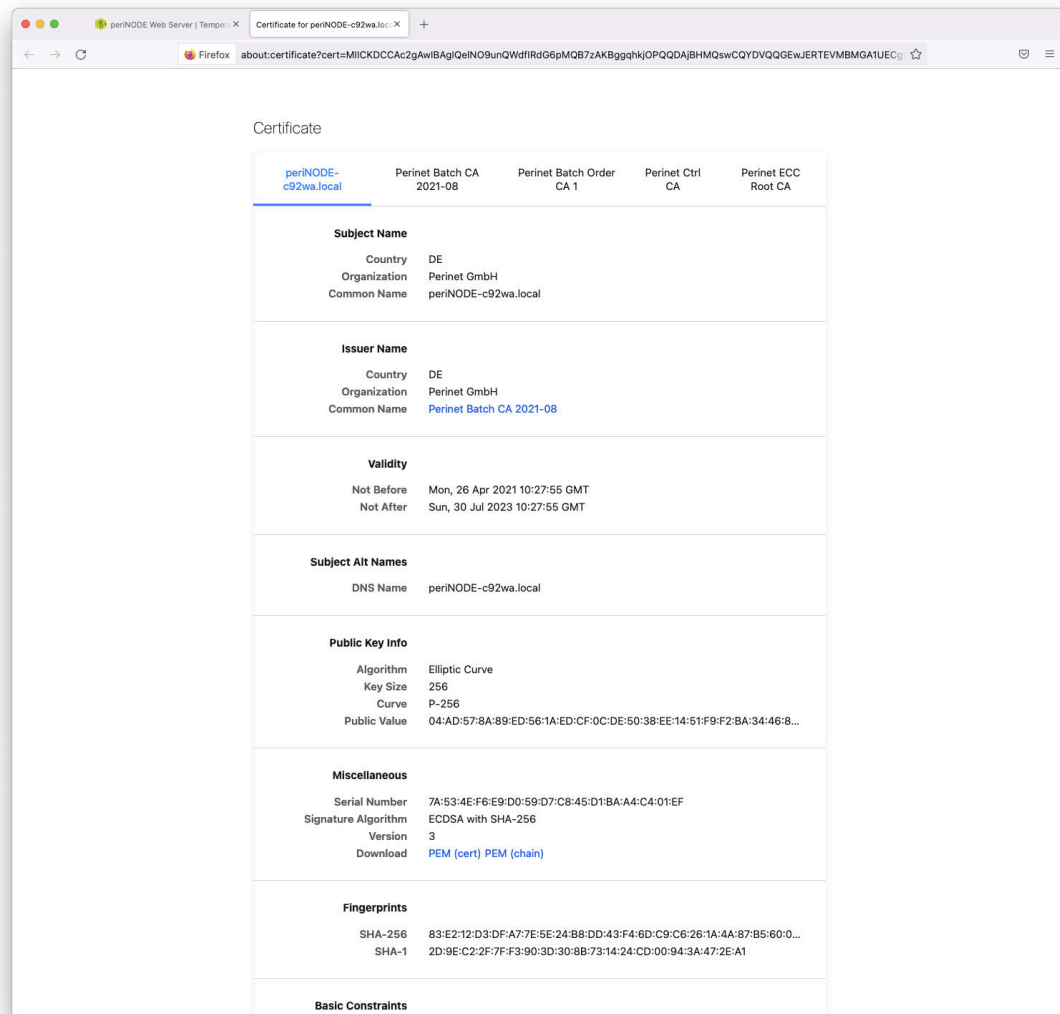 periNODE Web Server | Temper
Certificate for periNODE-c92wa.loc
Firefox
Certificate
periNODE-
c92wa.local
Perinet Batch CA
2021-08
Perinet Batch Order
CA 1
Perinet Ctrl
CA
Perinet ECC
Root CA
Subject Name
Country DE
Organization Perinet GmbH
Common Name periNODE-c92wa.local
Issuer Name
Country DE
Organization Perinet GmbH
Common Name Perinet Batch CA 2021-08
Validity
Not Before Mon, 26 Apr 2021 10:27:55 GMT
Not After Sun, 30 Jul 2023 10:27:55 GMT
Subject Alt Names
DNS Name periNODE-c92wa.local
Public Key Info
Algorithm Elliptic Curve
Key Size 256
Curve P-256
Public Value 04:AD:57:8A:89:ED:56:1A:ED:CF:0C:DE:50:38:EE:14:51:F9:F2:BA:34:46:8...
Miscellaneous
Serial Number 7A:53:4E:F6:E9:D0:59:D7:C8:45:D1:BA:A4:C4:01:EF
Signature Algorithm ECDSA with SHA-256
Version 3
Download PEM (cert) PEM (chain)
Fingerprints
SHA-256 83:E2:12:D3:DF:A7:7E:5E:24:B8:DD:43:F4:6D:C9:C6:26:1A:4A:87:B5:60:0...
SHA-1 2D:9E:C2:2F:7F:F3:90:3D:30:8B:73:14:24:CD:00:94:3A:47:2E:A1
Basic Constraints